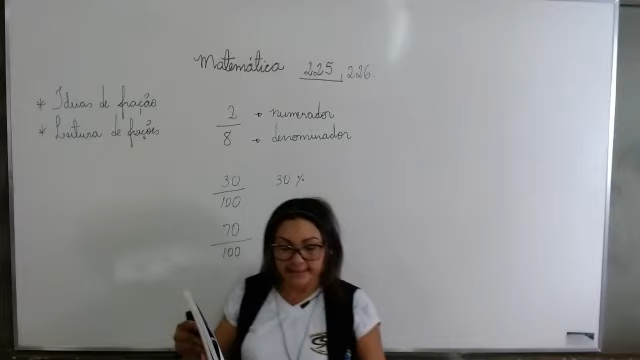 Matemática 225, 226.
* Ideias de fração
* Leitura de frações
2 → numerador
8 → denominador
30 30 %
100
70
100